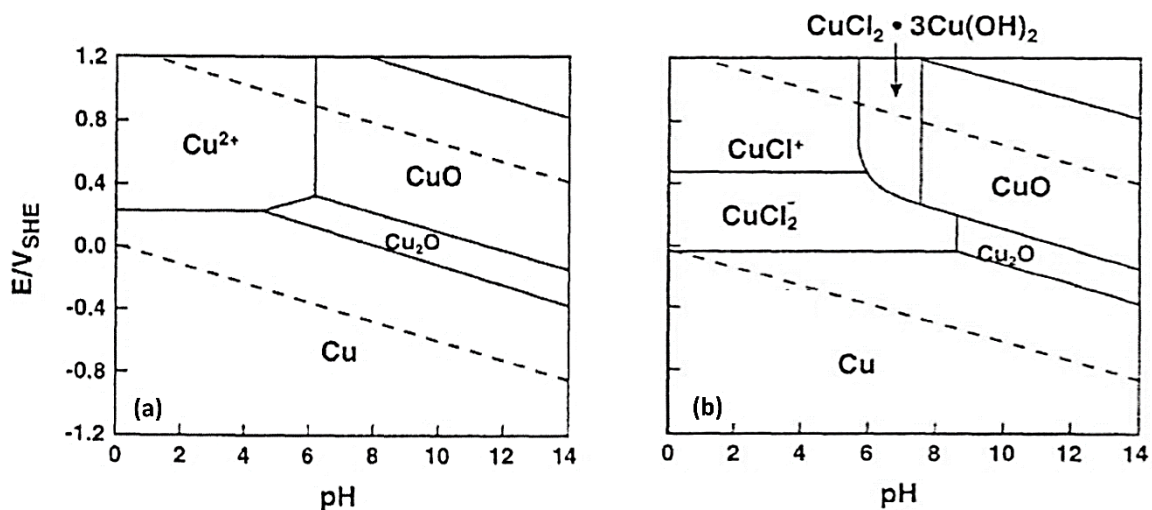 CuCl₂ • 3Cu(OH)₂
1.2
0.8
0.4
0.0
-0.4
-0.8
-1.2
E/V_SHE
Cu²⁺
CuO
Cu₂O
Cu
(a)
0 2 4 6 8 10 12 14
pH
CuCl⁺
CuO
CuCl₂⁻
Cu₂O
Cu
(b)
0 2 4 6 8 10 12 14
pH